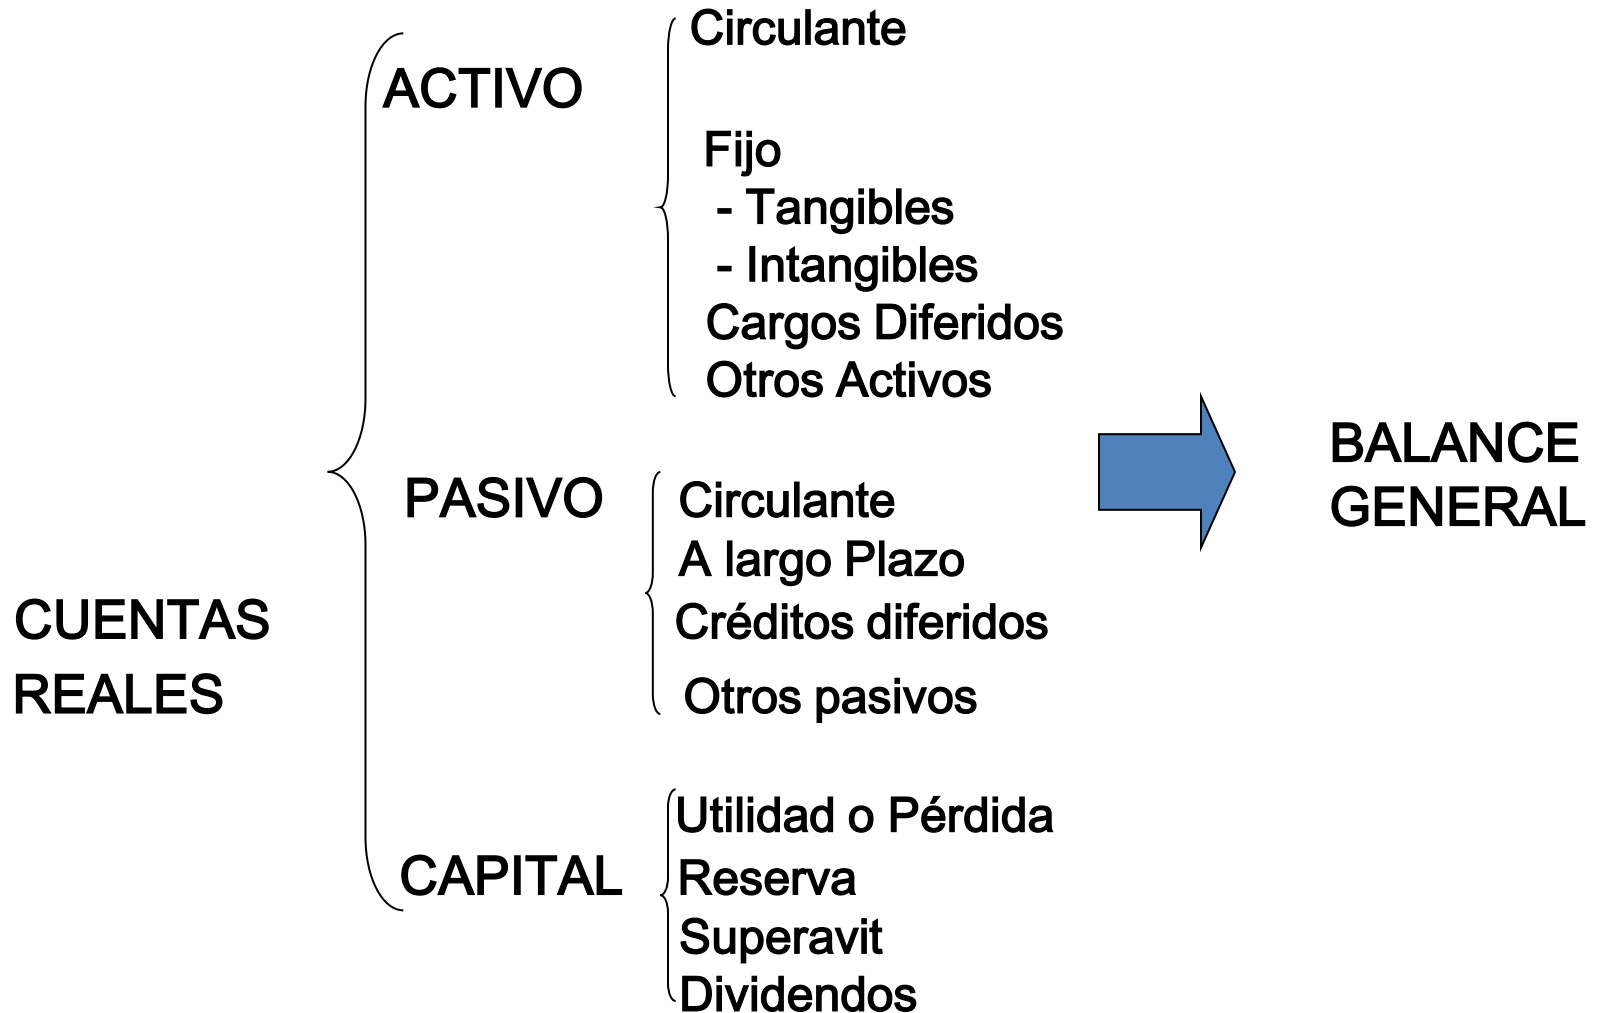 CUENTAS
REALES
ACTIVO
Circulante
Fijo
- Tangibles
- Intangibles
Cargos Diferidos
Otros Activos
PASIVO
Circulante
A largo Plazo
Créditos diferidos
Otros pasivos
CAPITAL
Utilidad o Pérdida
Reserva
Superavit
Dividendos
BALANCE
GENERAL